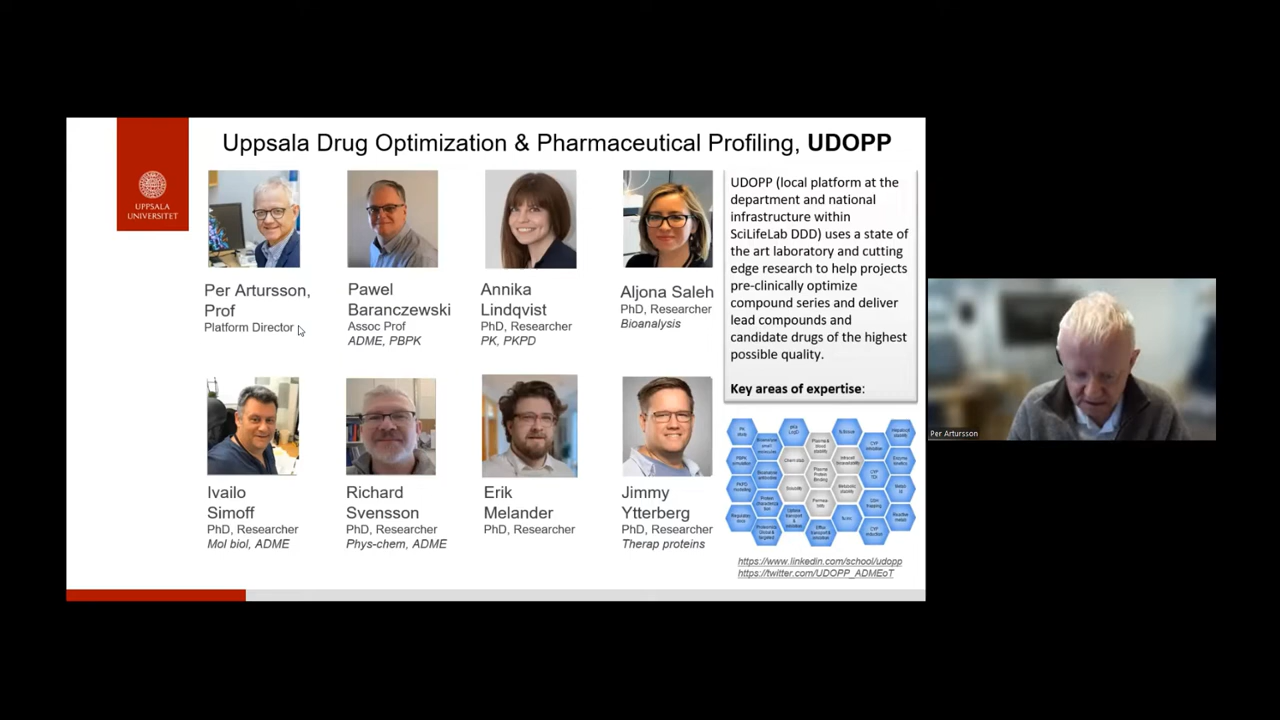 Uppsala Drug Optimization & Pharmaceutical Profiling, UDOPP
UPPSALA
UNIVERSITET
Per Artursson,
Prof
Platform Director
Pawel
Baranczewski
Assoc Prof
ADME, PBPK
Annika
Lindqvist
PhD, Researcher
PK, PKPD
Aljona Saleh
PhD, Researcher
Bioanalysis
Ivailo
Simoff
PhD, Researcher
Mol biol, ADME
Richard
Svensson
PhD, Researcher
Phys-chem, ADME
Erik
Melander
PhD, Researcher
Jimmy
Ytterberg
PhD, Researcher
Therap proteins
UDOPP (local platform at the
department and national
infrastructure within
SciLifeLab DDD) uses a state of
the art laboratory and cutting
edge research to help projects
pre-clinically optimize
compound series and deliver
lead compounds and
candidate drugs of the highest
possible quality.
Key areas of expertise:
https://www.linkedin.com/school/udopp
https://twitter.com/UDOPP_ADMEoT
Per Artursson